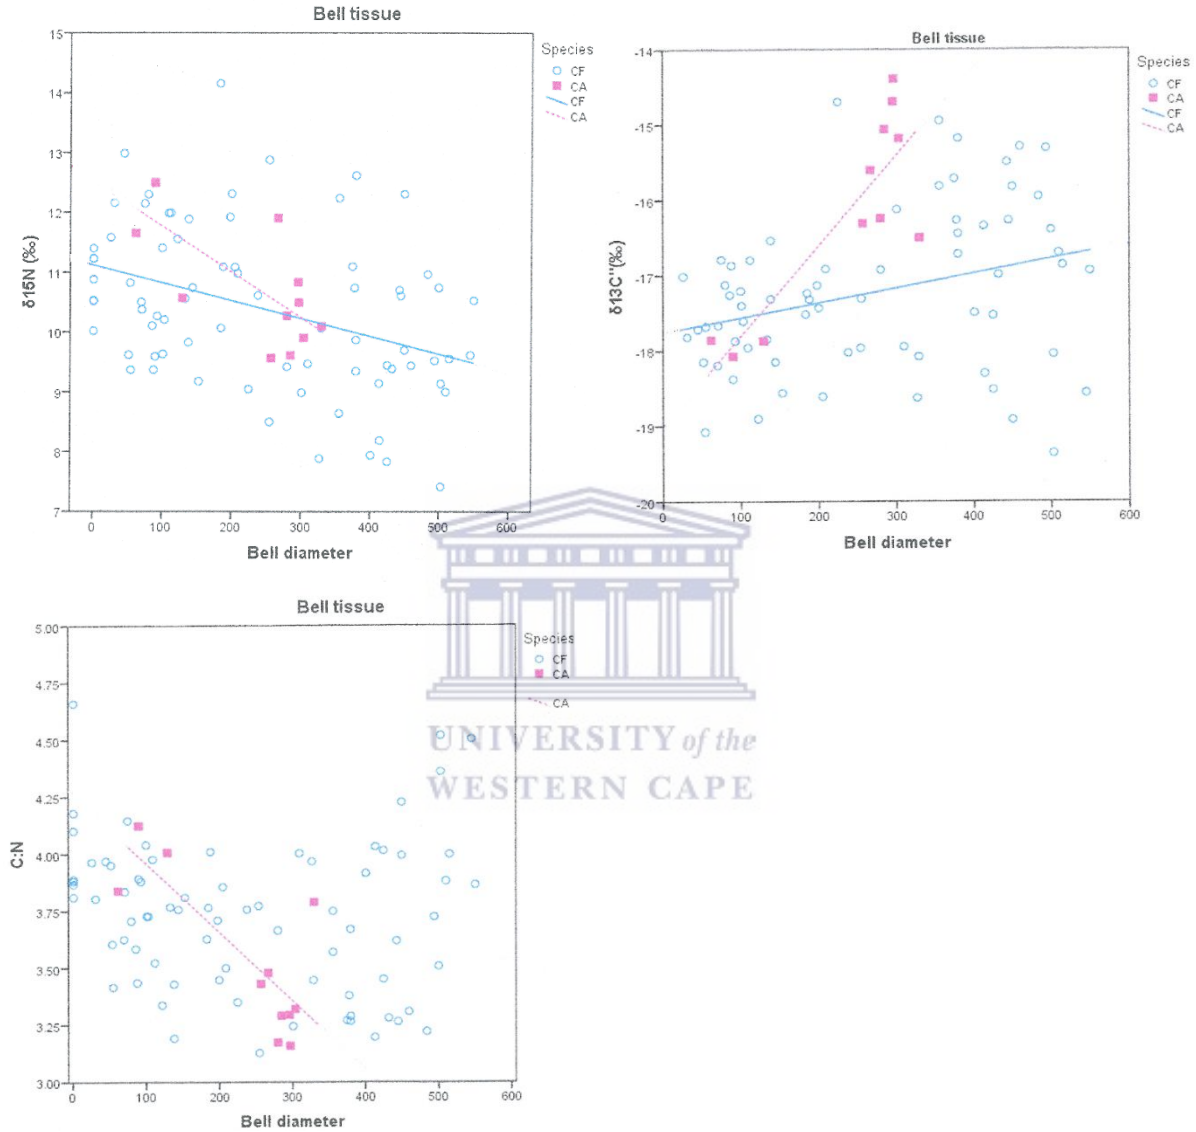 Bell tissue
15
14
13
12
11
10
9
8
7
δ15N (‰)
0 100 200 300 400 500 600
Bell diameter
Species
CF
CA
CF
CA
Bell tissue
-14
-15
-16
-17
-18
-19
-20
δ13C"(‰)
0 100 200 300 400 500 600
Bell diameter
Species
CF
CA
CF
CA
Bell tissue
5.00
4.75
4.50
4.25
4.00
3.75
3.50
3.25
3.00
C:N
0 100 200 300 400 500 600
Bell diameter
Species
CF
CA
CA
UNIVERSITY of the
WESTERN CAPE